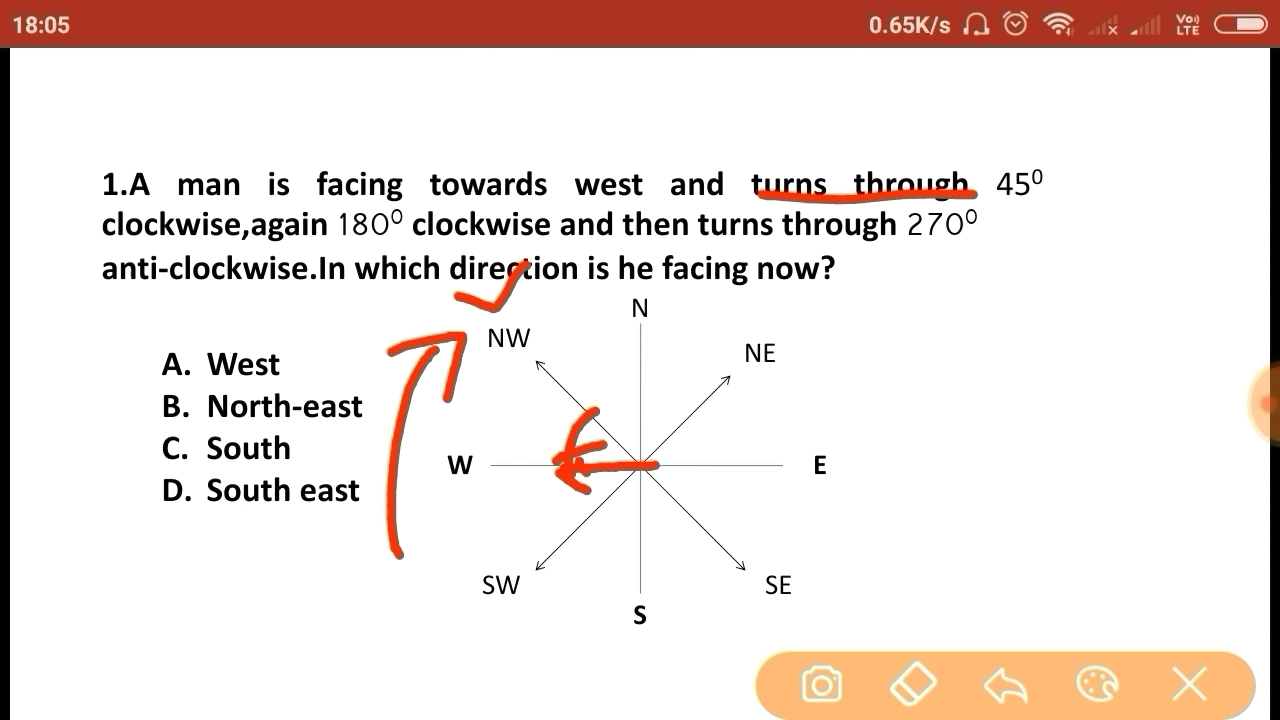 18:05
0.65K/s
Vo)) LTE
1.A man is facing towards west and turns through 45⁰
clockwise,again 180⁰ clockwise and then turns through 270⁰
anti-clockwise.In which direction is he facing now?
N
NW
NE
A. West
B. North-east
C. South
W
E
D. South east
SW
SE
S